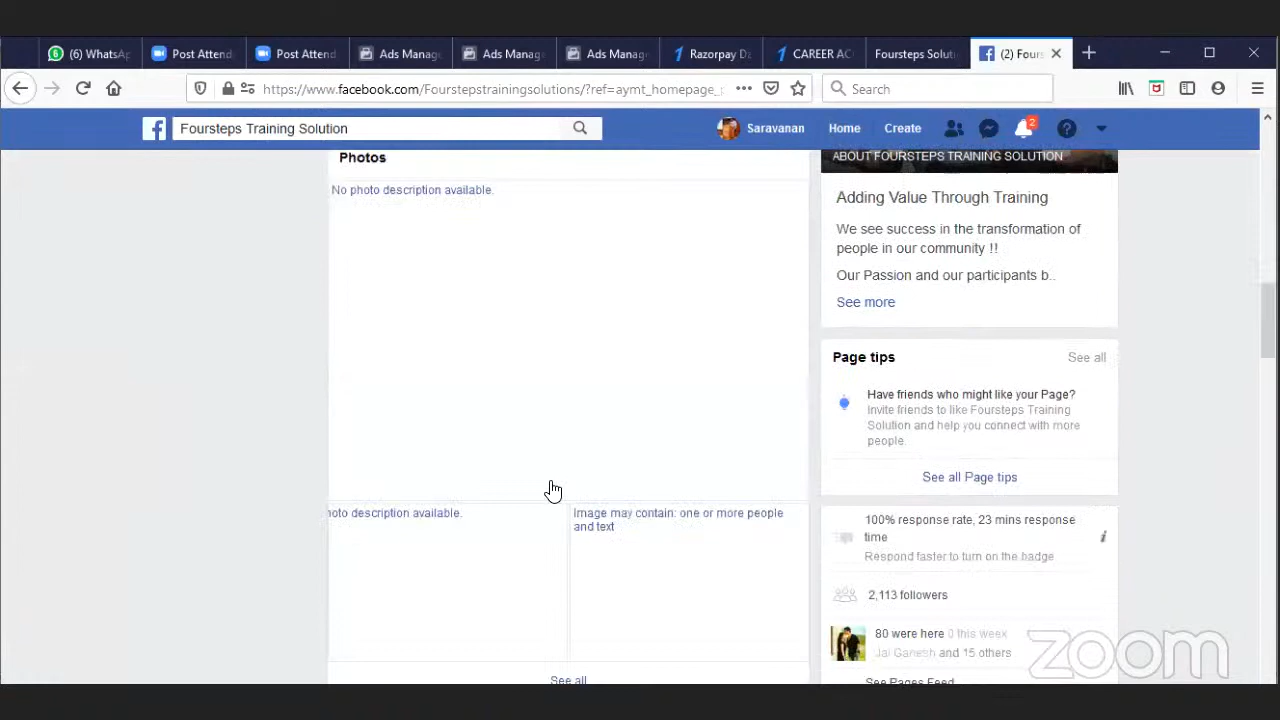 (6) WhatsAp
Post Attend
Post Attend
Ads Manag
Ads Manage
Ads Manag
Razorpay Da
CAREER AC
Foursteps Soluti
(2) Fours
https://www.facebook.com/Fourstepstrainingsolutions/?ref=aymt_homepage_
Search
Foursteps Training Solution
Saravanan
Home
Create
2
Photos
No photo description available.
hoto description available.
Image may contain: one or more people
and text
See all
ABOUT FOURSTEPS TRAINING SOLUTION
Adding Value Through Training
We see success in the transformation of
people in our community !!
Our Passion and our participants b..
See more
Page tips
See all
Have friends who might like your Page?
Invite friends to like Foursteps Training
Solution and help you connect with more
people.
See all Page tips
100% response rate, 23 mins response
time
Respond faster to turn on the badge
2,113 followers
80 were here 0 this week
Jai Ganesh and 15 others
See Pages Feed
zoom